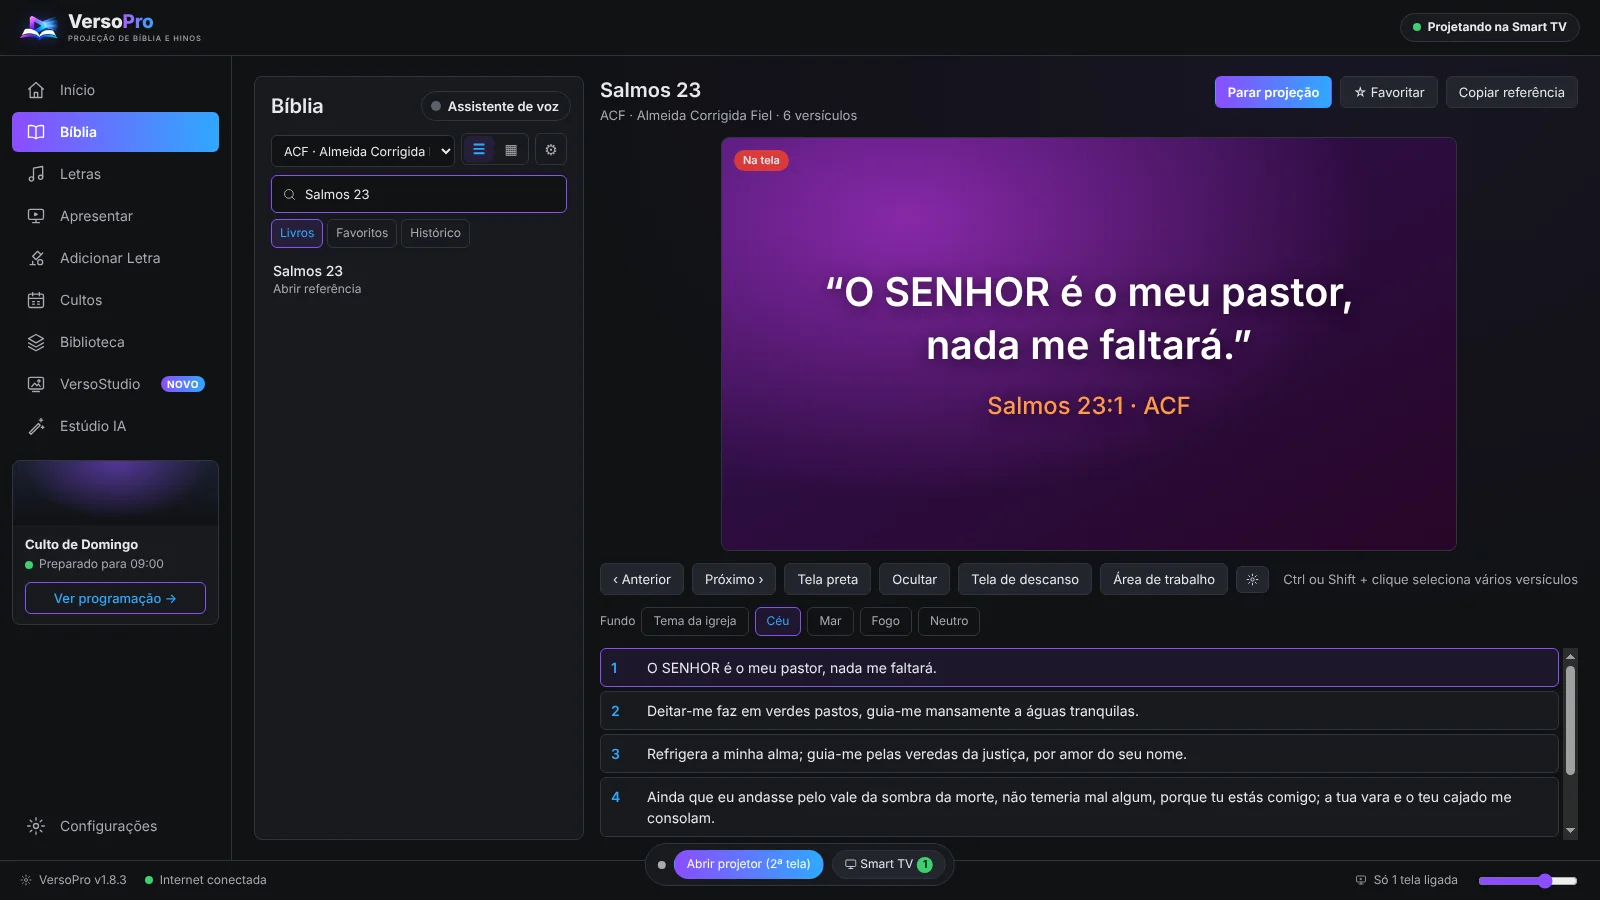 VersoPro
PROJEÇÃO DE BÍBLIA E HINOS
Projetando na Smart TV
Início
Bíblia
Letras
Apresentar
Adicionar Letra
Cultos
Biblioteca
VersoStudio NOVO
Estúdio IA
Culto de Domingo
Preparado para 09:00
Ver programação →
Configurações
Bíblia
Assistente de voz
ACF · Almeida Corrigida
Salmos 23
Livros Favoritos Histórico
Salmos 23
Abrir referência
Salmos 23
ACF · Almeida Corrigida Fiel · 6 versículos
Parar projeção ☆ Favoritar Copiar referência
Na tela
“O SENHOR é o meu pastor,
nada me faltará.”
Salmos 23:1 · ACF
‹ Anterior Próximo › Tela preta Ocultar Tela de descanso Área de trabalho Ctrl ou Shift + clique seleciona vários versículos
Fundo Tema da igreja Céu Mar Fogo Neutro
1 O SENHOR é o meu pastor, nada me faltará.
2 Deitar-me faz em verdes pastos, guia-me mansamente a águas tranquilas.
3 Refrigera a minha alma; guia-me pelas veredas da justiça, por amor do seu nome.
4 Ainda que eu andasse pelo vale da sombra da morte, não temeria mal algum, porque tu estás comigo; a tua vara e o teu cajado me
consolam.
VersoPro v1.8.3 Internet conectada
Abrir projetor (2ª tela) Smart TV 1
Só 1 tela ligada